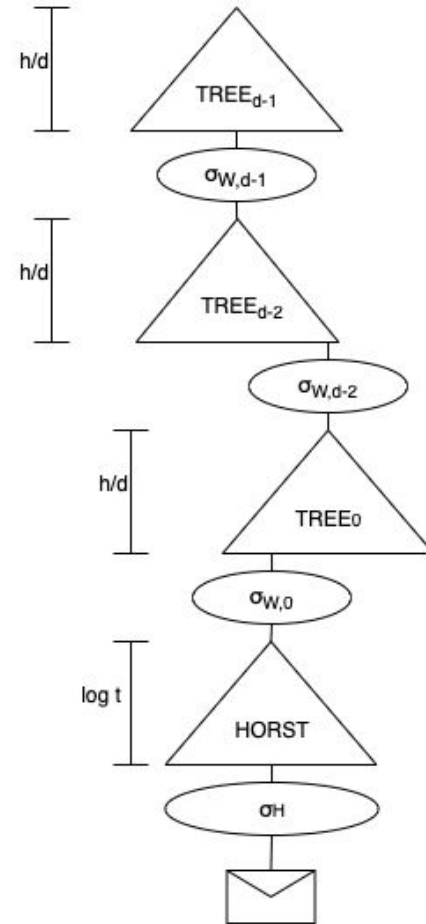 h/d
TREEd-1
σW,d-1
h/d
TREEd-2
σW,d-2
h/d
TREE0
σW,0
log t
HORST
σH